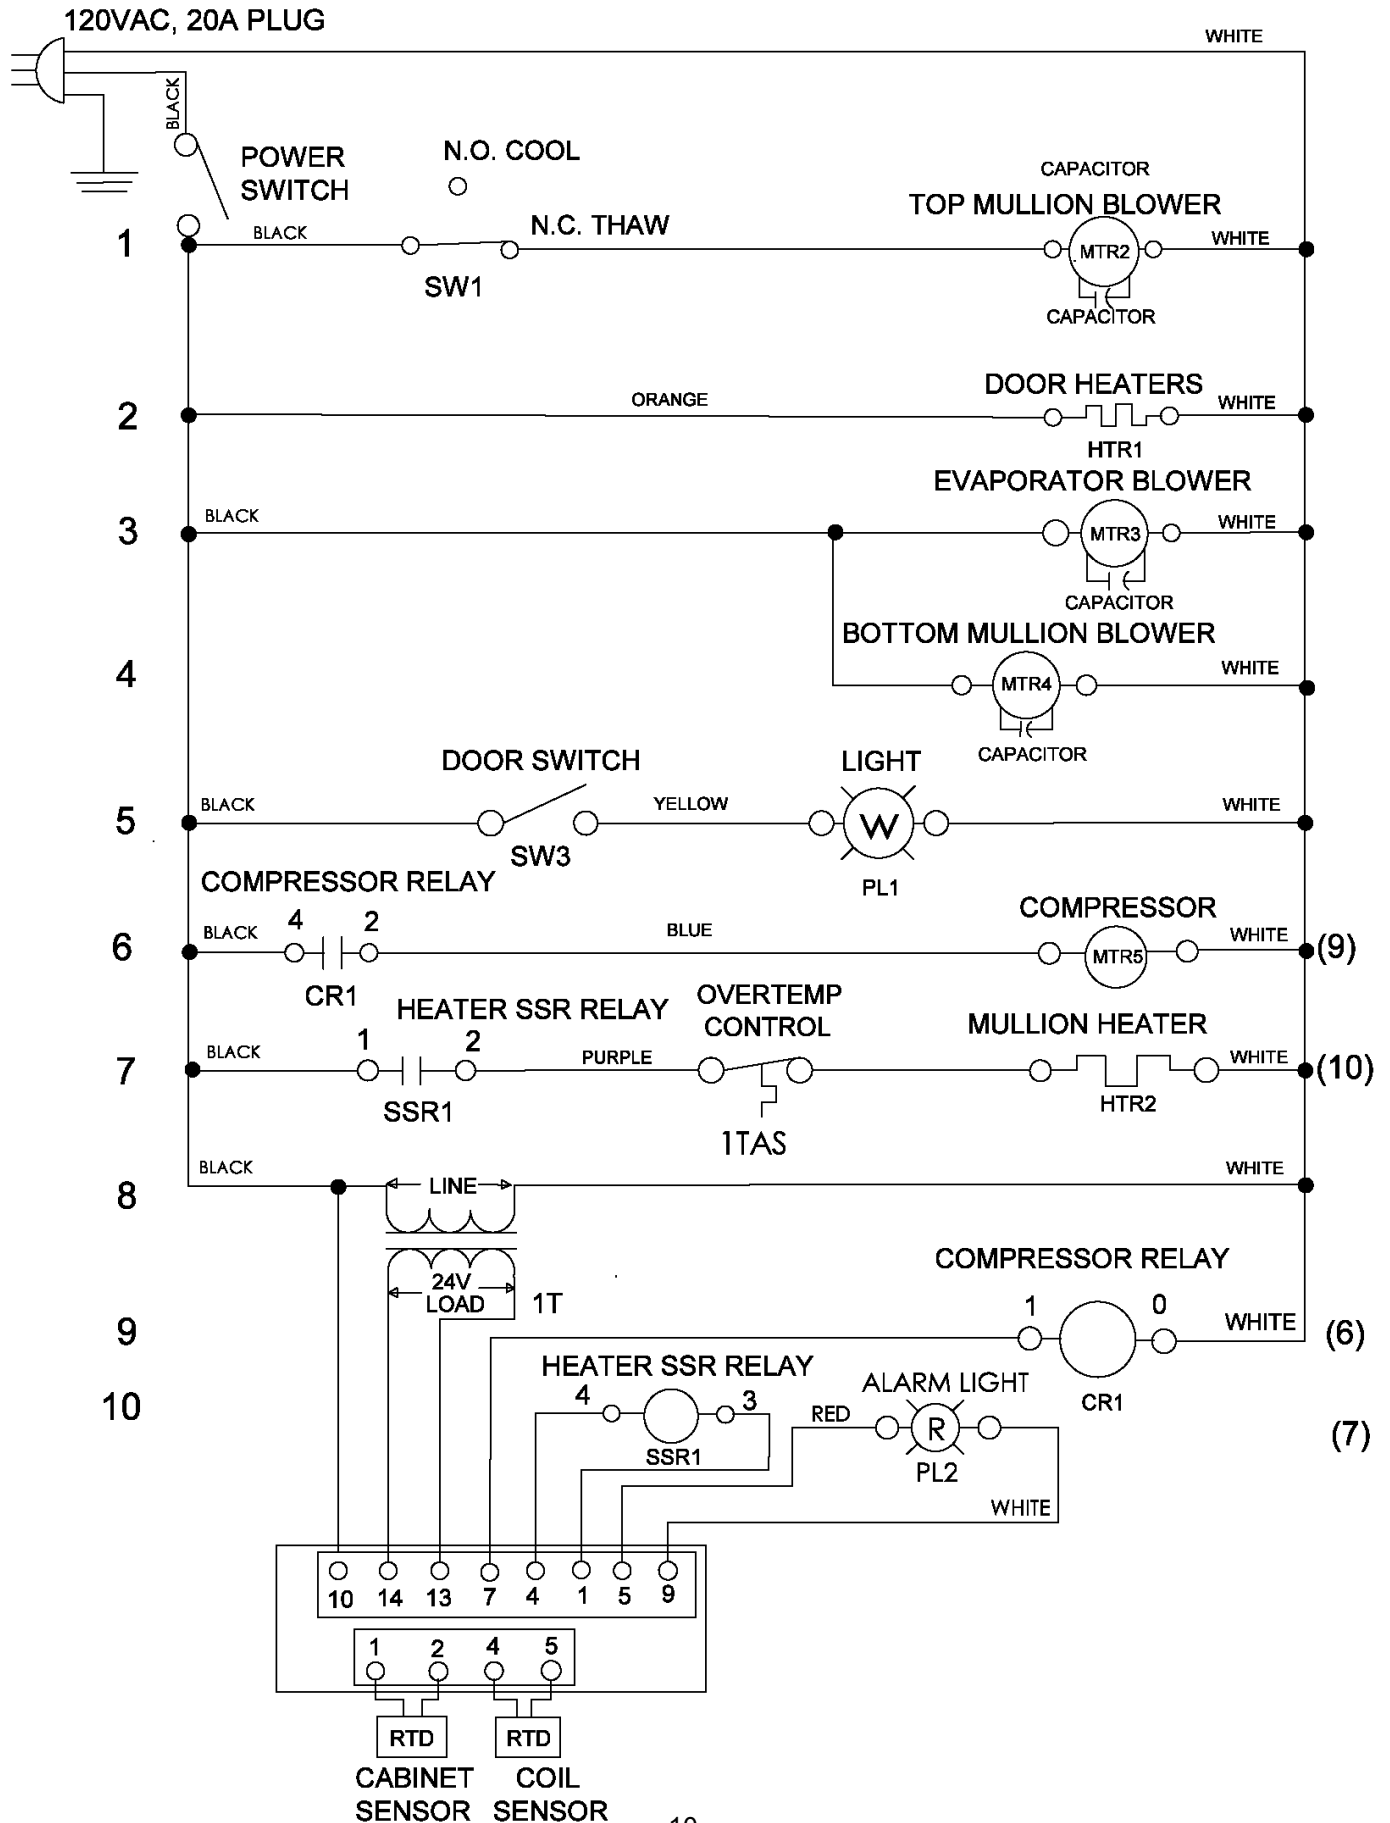 120VAC, 20A PLUG
WHITE
BLACK
POWER
SWITCH
N.O. COOL
N.C. THAW
CAPACITOR
TOP MULLION BLOWER
1
BLACK
SW1
MTR2
WHITE
CAPACITOR
DOOR HEATERS
2
ORANGE
WHITE
HTR1
EVAPORATOR BLOWER
3
BLACK
MTR3
WHITE
CAPACITOR
BOTTOM MULLION BLOWER
4
MTR4
WHITE
CAPACITOR
DOOR SWITCH
LIGHT
5
BLACK
YELLOW
W
WHITE
SW3
PL1
COMPRESSOR RELAY
COMPRESSOR
6
BLACK
4
2
BLUE
MTR5
WHITE
(9)
CR1
HEATER SSR RELAY
OVERTEMP
CONTROL
MULLION HEATER
7
BLACK
1
2
PURPLE
WHITE
(10)
SSR1
HTR2
1TAS
8
BLACK
LINE
WHITE
24V
LOAD
1T
COMPRESSOR RELAY
9
1
0
WHITE
(6)
CR1
HEATER SSR RELAY
ALARM LIGHT
10
4
3
RED
R
(7)
SSR1
PL2
WHITE
10 14 13 7 4 1 5 9
1 2 4 5
RTD RTD
CABINET
SENSOR
COIL
SENSOR